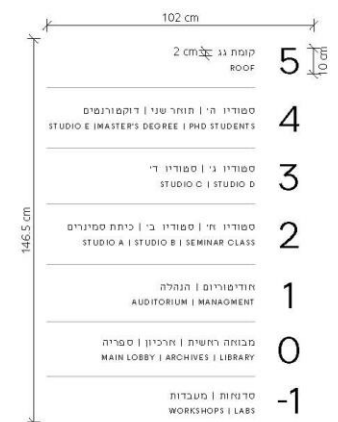 102 cm
קומת גג
2 cm
ROOF
5
10 cm
סטודיו ה׳ | תואר שני | דוקטורנטים
STUDIO E |MASTER'S DEGREE | PHD STUDENTS
4
סטודיו ג׳ | סטודיו ד׳
STUDIO C | STUDIO D
3
סטודיו א׳ | סטודיו ב׳ | כיתת סמינרים
STUDIO A | STUDIO B | SEMINAR CLASS
2
146.5 cm
אודיטוריום | הנהלה
AUDITORIUM | MANAGMENT
1
מבואה ראשית | ארכיון | ספריה
MAIN LOBBY | ARCHIVES | LIBRARY
0
סדנאות | מעבדות
WORKSHOPS | LABS
-1